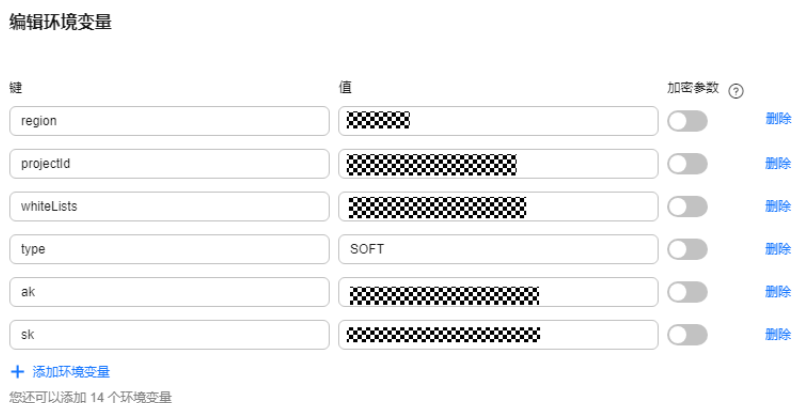 编辑环境变量
键 值 加密参数 ?
region 删除
projectId 删除
whiteLists 删除
type SOFT 删除
ak 删除
sk 删除
+ 添加环境变量
您还可以添加 14 个环境变量